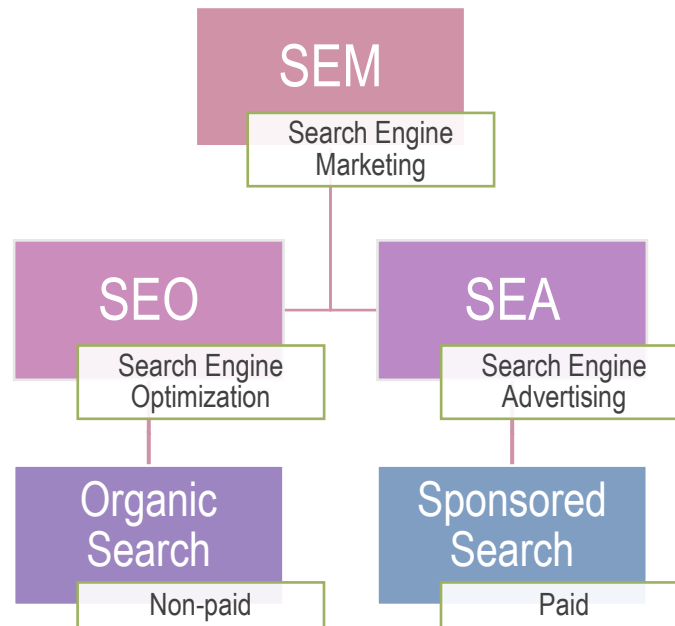 SEM
Search Engine
Marketing
SEO
Search Engine
Optimization
SEA
Search Engine
Advertising
Organic
Search
Non-paid
Sponsored
Search
Paid